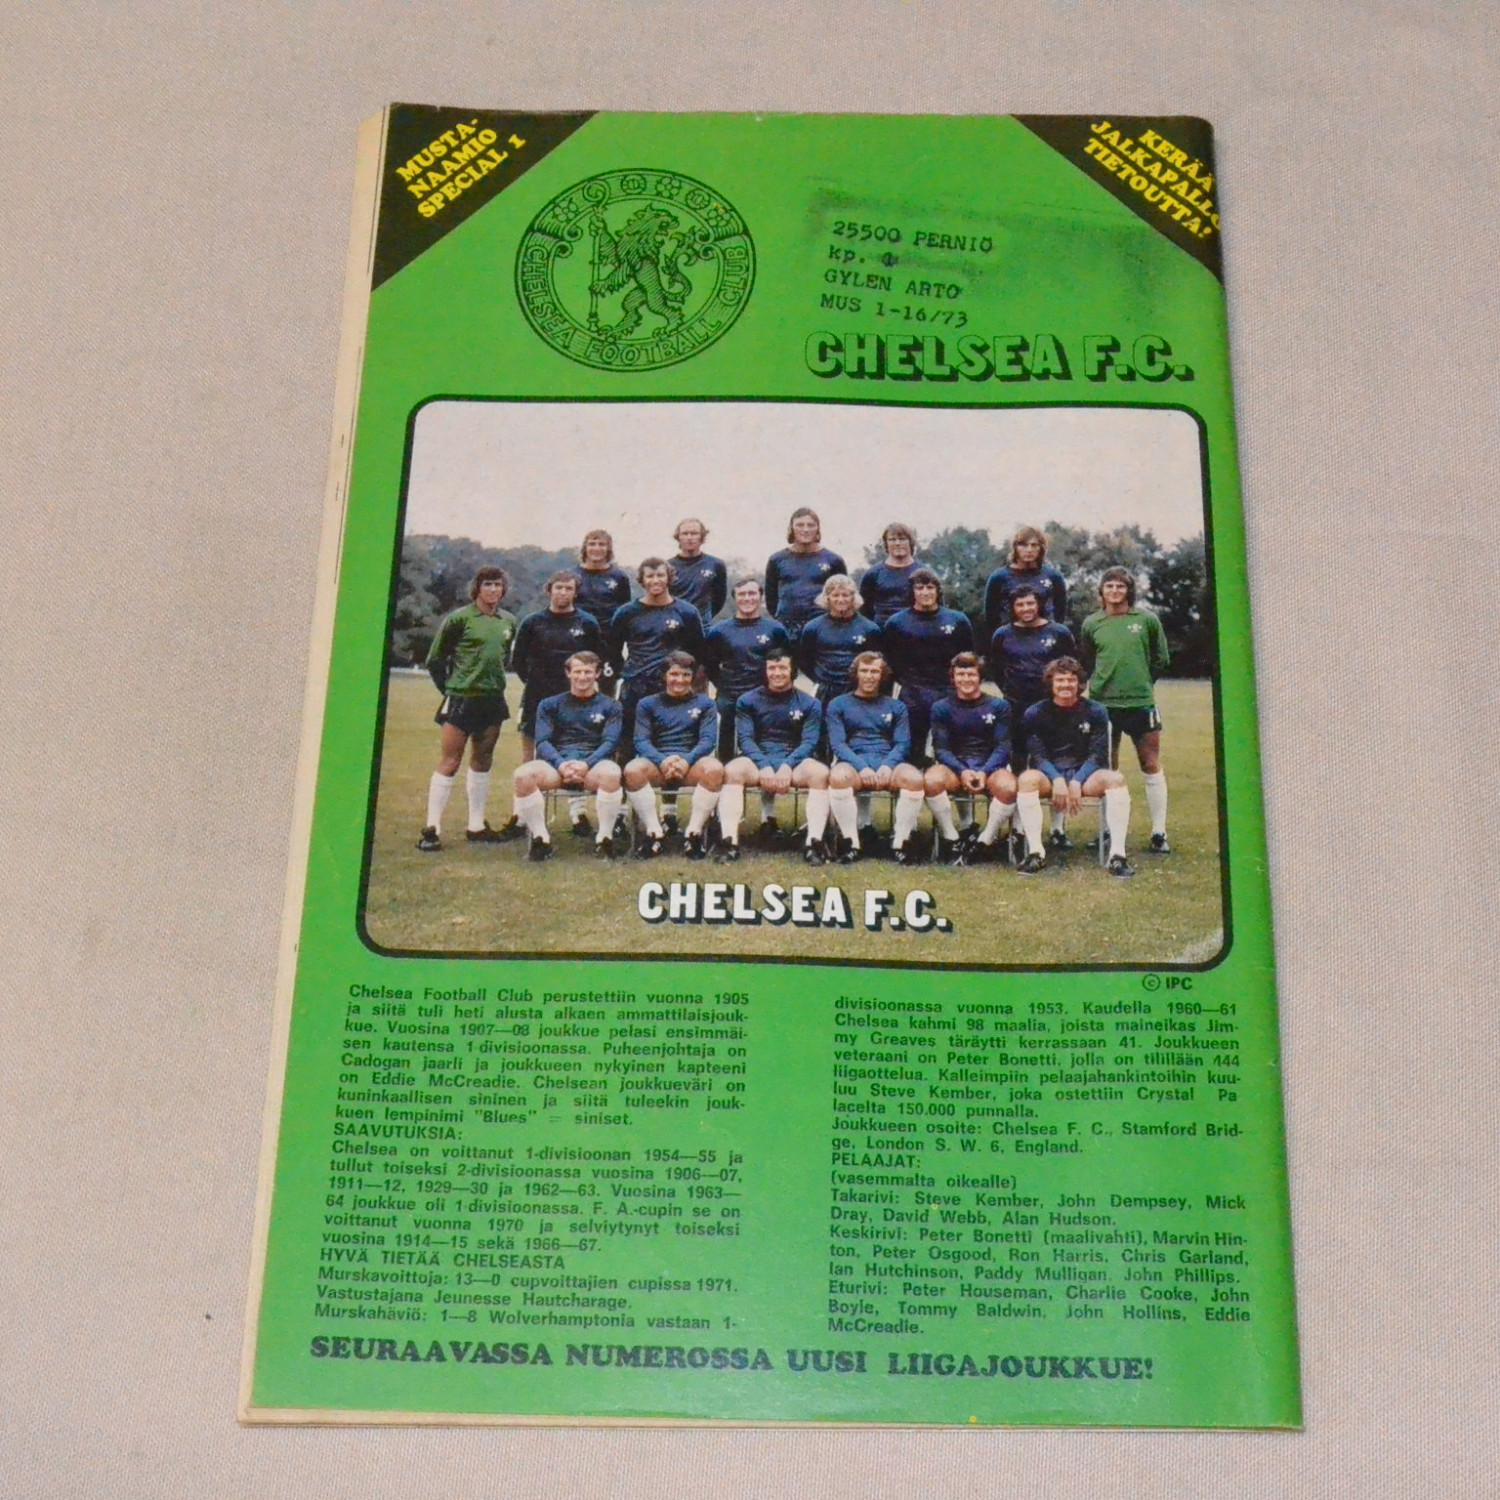 MUSTA-
NAAMIO
SPECIAL 1
KERÄÄ
JALKAPALLO
TIETOUTTA!
CHELSEA FOOTBALL CLUB
25500 PERNIÖ
kp.
GYLEN ARTO
MUS 1-16/73
CHELSEA F.C.
8
CHELSEA F.C.
© IPC
Chelsea Football Club perustettiin vuonna 1905
ja siitä tuli heti alusta alkaen ammattilaisjouk-
kue. Vuosina 1907—08 joukkue pelasi ensimmäi-
sen kautensa 1-divisioonassa. Puheenjohtaja on
Cadogan jaarli ja joukkueen nykyinen kapteeni
on Eddie McCreadie. Chelsean joukkueväri on
kuninkaallisen sininen ja siitä tuleekin jouk-
kuen lempinimi "Blues" = siniset.
SAAVUTUKSIA:
Chelsea on voittanut 1-divisioonan 1954—55 ja
tullut toiseksi 2-divisioonassa vuosina 1906—07,
1911—12, 1929—30 ja 1962—63. Vuosina 1963—
64 joukkue oli 1-divisioonassa. F. A.-cupin se on
voittanut vuonna 1970 ja selviytynyt toiseksi
vuosina 1914—15 sekä 1966—67.
HYVÄ TIETÄÄ CHELSEASTA
Murskavoittoja: 13—0 cupvoittajien cupissa 1971.
Vastustajana Jeunesse Hautcharage.
Murskahäviö: 1—8 Wolverhamptonia vastaan 1-
divisioonassa vuonna 1953. Kaudella 1960—61
Chelsea kahmi 98 maalia, joista maineikas Jim-
my Greaves täräytti kerrassaan 41. Joukkueen
veteraani on Peter Bonetti, jolla on tilillään 444
liigaottelua. Kalleimpiin pelaajahankintoihin kuu-
luu Steve Kember, joka ostettiin Crystal Pa
lacelta 150.000 punnalla.
Joukkueen osoite: Chelsea F. C., Stamford Brid-
ge, London S. W. 6, England.
PELAAJAT:
(vasemmalta oikealle)
Takarivi: Steve Kember, John Dempsey, Mick
Dray, David Webb, Alan Hudson.
Keskirivi: Peter Bonetti (maalivahti), Marvin Hin-
ton, Peter Osgood, Ron Harris, Chris Garland,
Ian Hutchinson, Paddy Mulligan, John Phillips.
Eturivi: Peter Houseman, Charlie Cooke, John
Boyle, Tommy Baldwin, John Hollins, Eddie
McCreadie.
SEURAAVASSA NUMEROSSA UUSI LIIGAJOUKKUE!